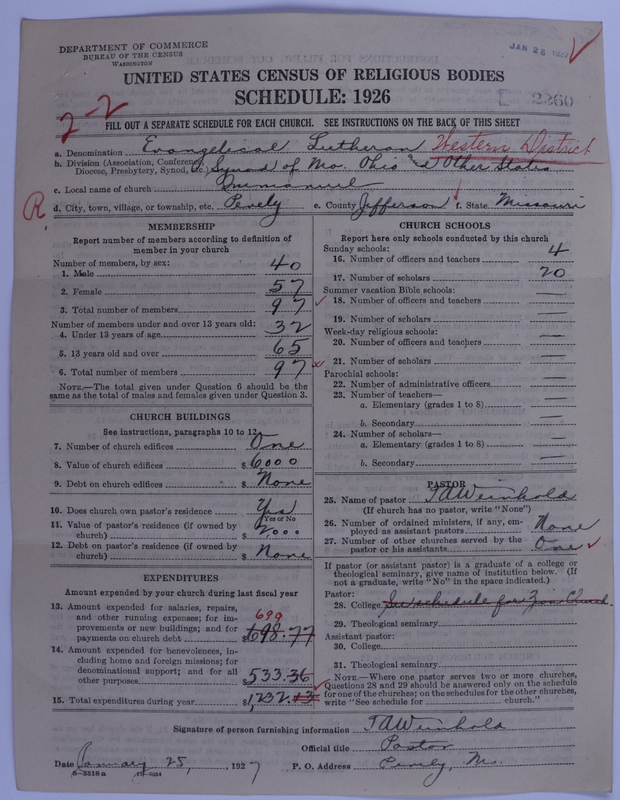 DEPARTMENT OF COMMERCE
BUREAU OF THE CENSUS
WASHINGTON
JAN 28 1927
UNITED STATES CENSUS OF RELIGIOUS BODIES
SCHEDULE: 1926
2260
2-2
FILL OUT A SEPARATE SCHEDULE FOR EACH CHURCH. SEE INSTRUCTIONS ON THE BACK OF THIS SHEET
a. Denomination Evangelical Lutheran Western District
b. Division (Association, Conference, Diocese, Presbytery, Synod, etc.) Synod of Mo. Ohio & Other States
c. Local name of church Immanuel
R
d. City, town, village, or township, etc. Pevely e. County Jefferson f. State Missouri
MEMBERSHIP
Report number of members according to definition of
member in your church
Number of members, by sex:
1. Male 40
2. Female 57
3. Total number of members 97
Number of members under and over 13 years old:
4. Under 13 years of age 32
5. 13 years old and over 65
6. Total number of members 97
NOTE.—The total given under Question 6 should be the
same as the total of males and females given under Question 3.
CHURCH BUILDINGS
See instructions, paragraphs 10 to 12
7. Number of church edifices One
8. Value of church edifices $ 6000
9. Debt on church edifices $ None
10. Does church own pastor's residence Yes
(Yes or No)
11. Value of pastor's residence (if owned by
church) $ 2000
12. Debt on pastor's residence (if owned by
church) $ None
EXPENDITURES
Amount expended by your church during last fiscal year
13. Amount expended for salaries, repairs,
and other running expenses; for im-
provements or new buildings; and for
payments on church debt $ 698.77 699
14. Amount expended for benevolences, in-
cluding home and foreign missions; for
denominational support; and for all
other purposes $ 533.36
15. Total expenditures during year $ 1,232.13
CHURCH SCHOOLS
Report here only schools conducted by this church
Sunday schools:
16. Number of officers and teachers 4
17. Number of scholars 20
Summer vacation Bible schools:
18. Number of officers and teachers —
19. Number of scholars —
Week-day religious schools:
20. Number of officers and teachers —
21. Number of scholars —
Parochial schools:
22. Number of administrative officers —
23. Number of teachers—
a. Elementary (grades 1 to 8) —
b. Secondary —
24. Number of scholars—
a. Elementary (grades 1 to 8) —
b. Secondary —
PASTOR
25. Name of pastor TA Weinhold
(If church has no pastor, write "None")
26. Number of ordained ministers, if any, em-
ployed as assistant pastors None
27. Number of other churches served by the
pastor or his assistants One
If pastor (or assistant pastor) is a graduate of a college or
theological seminary, give name of institution below. (If
not a graduate, write "No" in the space indicated.)
Pastor:
28. College See schedule for Zion Church
29. Theological seminary
Assistant pastor:
30. College
31. Theological seminary
NOTE.—Where one pastor serves two or more churches,
Questions 28 and 29 should be answered only on the schedule
for one of the churches; on the schedules for the other churches,
write "See schedule for ............ church."
Signature of person furnishing information TA Weinhold
Official title Pastor
Date January 25, , 1927 P. O. Address Pevely, Mo.